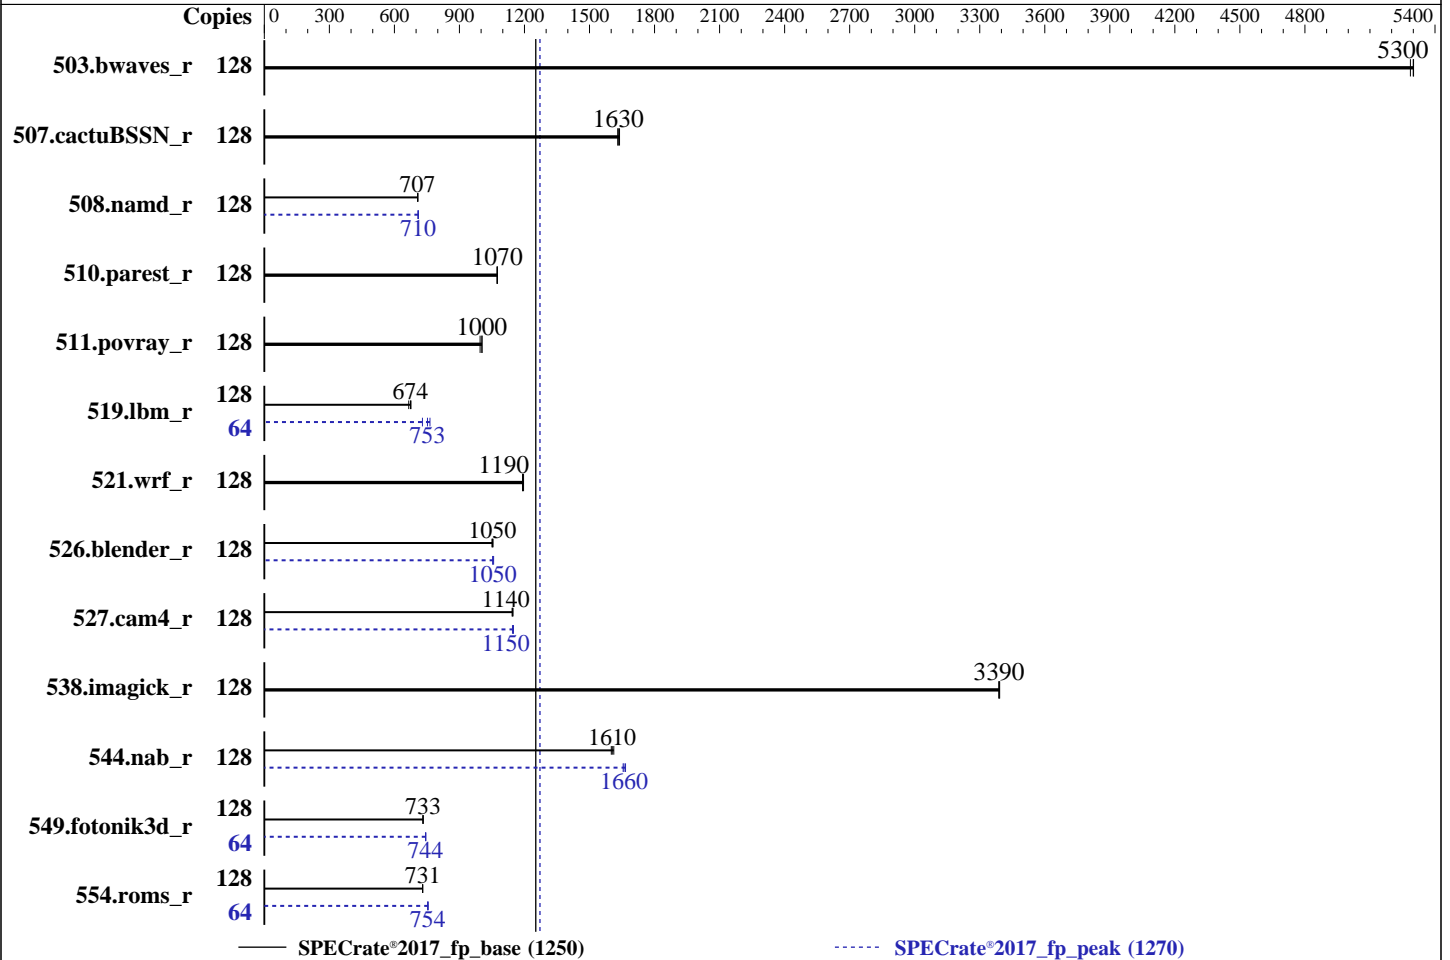 Copies 0 300 600 900 1200 1500 1800 2100 2400 2700 3000 3300 3600 3900 4200 4500 4800 5400
503.bwaves_r 128 5300
507.cactuBSSN_r 128 1630
508.namd_r 128 707
710
510.parest_r 128 1070
511.povray_r 128 1000
519.lbm_r 128 674
64 753
521.wrf_r 128 1190
526.blender_r 128 1050
1050
527.cam4_r 128 1140
1150
538.imagick_r 128 3390
544.nab_r 128 1610
1660
549.fotonik3d_r 128 733
64 744
554.roms_r 128 731
64 754
SPECrate®2017_fp_base (1250) SPECrate®2017_fp_peak (1270)